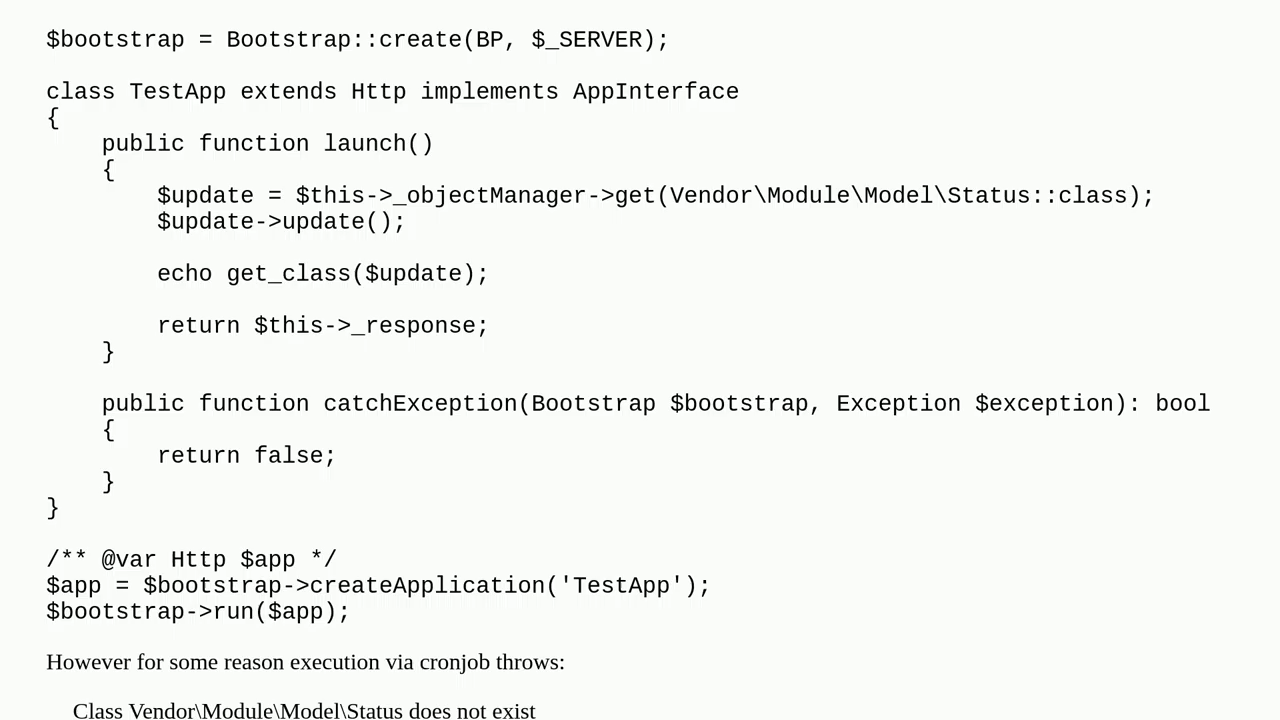 $bootstrap = Bootstrap::create(BP, $_SERVER);
class TestApp extends Http implements AppInterface
{
    public function launch()
    {
        $update = $this->_objectManager->get(Vendor\Module\Model\Status::class);
        $update->update();
        echo get_class($update);
        return $this->_response;
    }
    public function catchException(Bootstrap $bootstrap, Exception $exception): bool
    {
        return false;
    }
}
/** @var Http $app */
$app = $bootstrap->createApplication('TestApp');
$bootstrap->run($app);
However for some reason execution via cronjob throws:
Class Vendor\Module\Model\Status does not exist